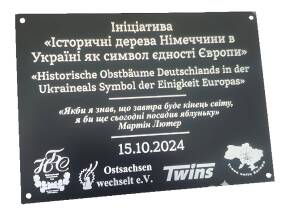 Ініціатива
«Історичні дерева Німеччини в
Україні як символ єдності Європи»
«Historische Obstbäume Deutschlands in der
Ukraineals Symbol der Einigkeit Europas»
«Якби я знав, що завтра буде кінець світу,
я би ще сьогодні посадив яблуньку»
Мартін Лютер
15.10.2024
Ostsachsen
wechselt e.V.
Twins